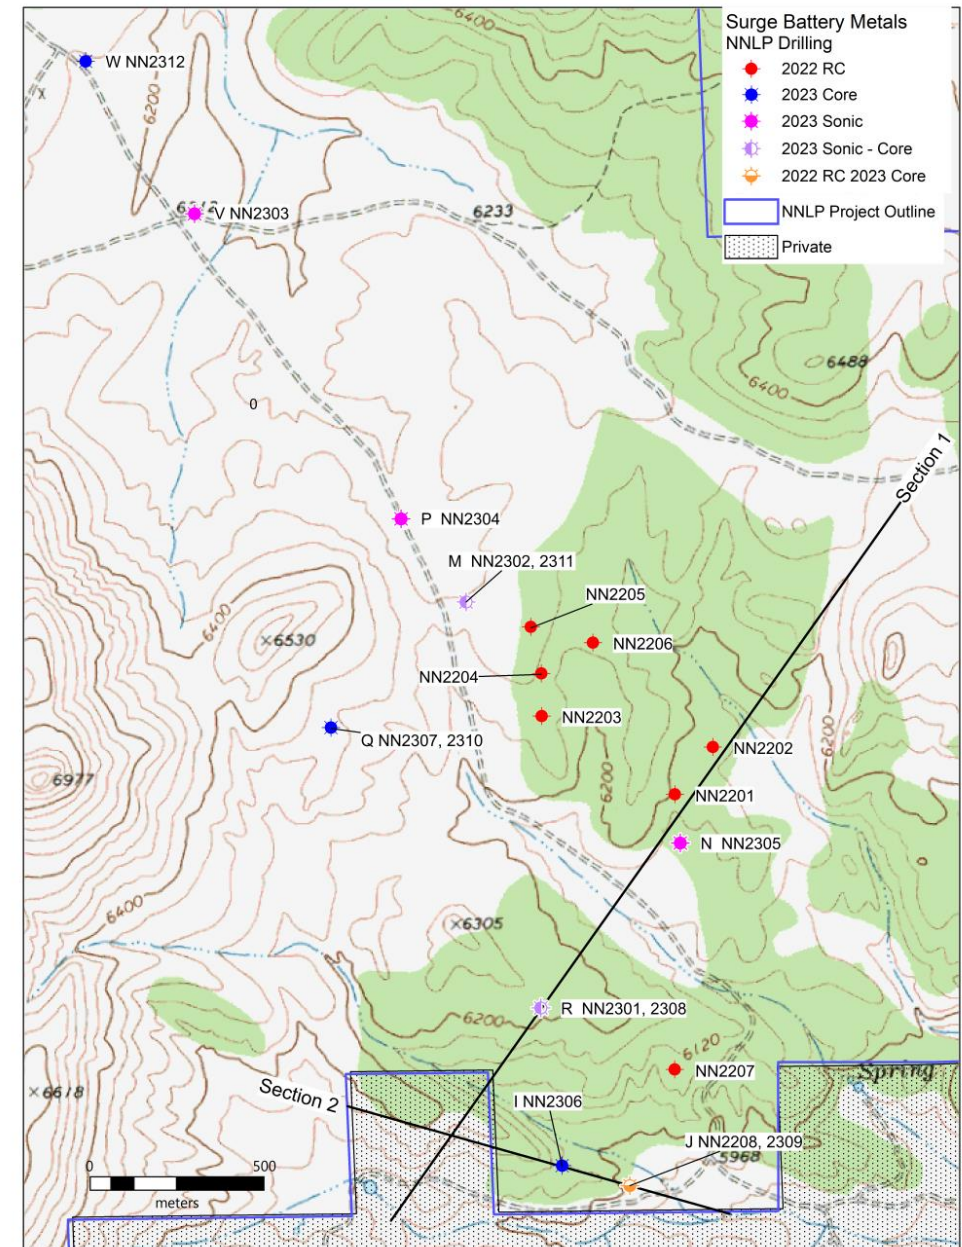 Surge Battery Metals
NNLP Drilling
2022 RC
2023 Core
2023 Sonic
2023 Sonic - Core
2022 RC 2023 Core
NNLP Project Outline
Private
6400
W NN2312
x
6200
V NN2303
6233
6488
6400
0
Section 1
P NN2304
M NN2302, 2311
NN2205
NN2206
6400
×6530
NN2204
NN2203
NN2202
Q NN2307, 2310
6200
6200
6977
NN2201
N NN2305
6400
×6305
R NN2301, 2308
6200
6120
NN2207
Spring
×6618
Section 2
I NN2306
J NN2208, 2309
×5968
0 500
meters